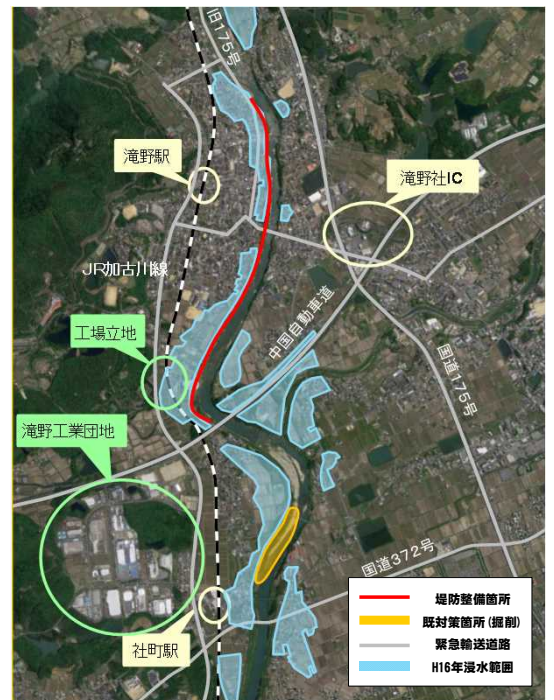 旧175号
滝野駅
滝野社IC
JR加古川線
中国自動車道
工場立地
国道175号
滝野工業団地
国道372号
社町駅
堤防整備箇所
既対策箇所(掘削)
緊急輸送道路
H16年浸水範囲